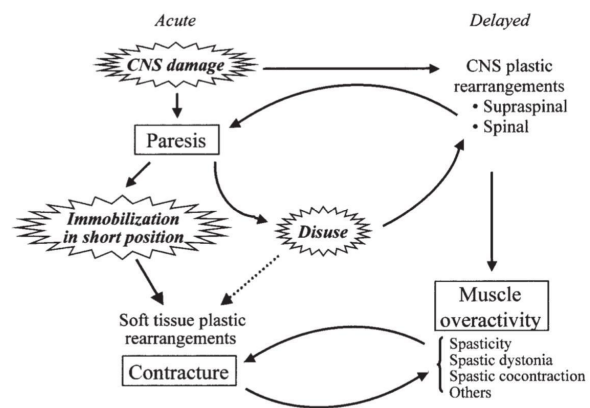 Acute
Delayed
CNS damage
CNS plastic
rearrangements
• Supraspinal
• Spinal
Paresis
Immobilization
in short position
Disuse
Soft tissue plastic
rearrangements
Contracture
Muscle
overactivity
Spasticity
Spastic dystonia
Spastic cocontraction
Others